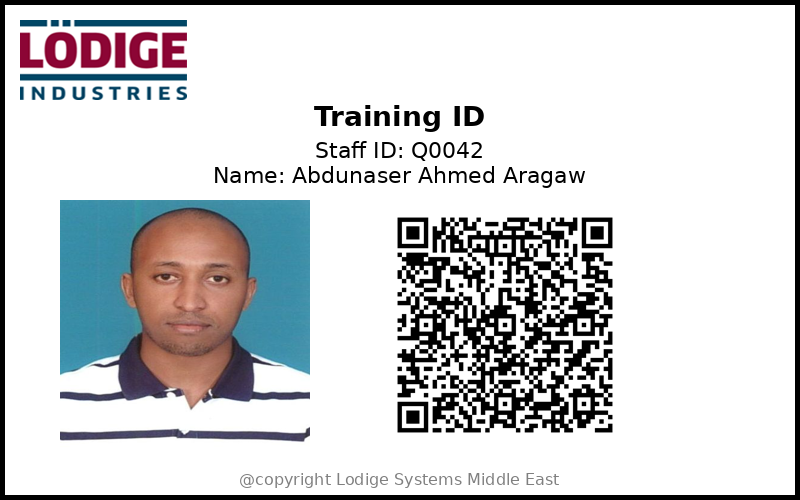 LÖDIGE
INDUSTRIES
Training ID
Staff ID: Q0042
Name: Abdunaser Ahmed Aragaw
@copyright Lodige Systems Middle East